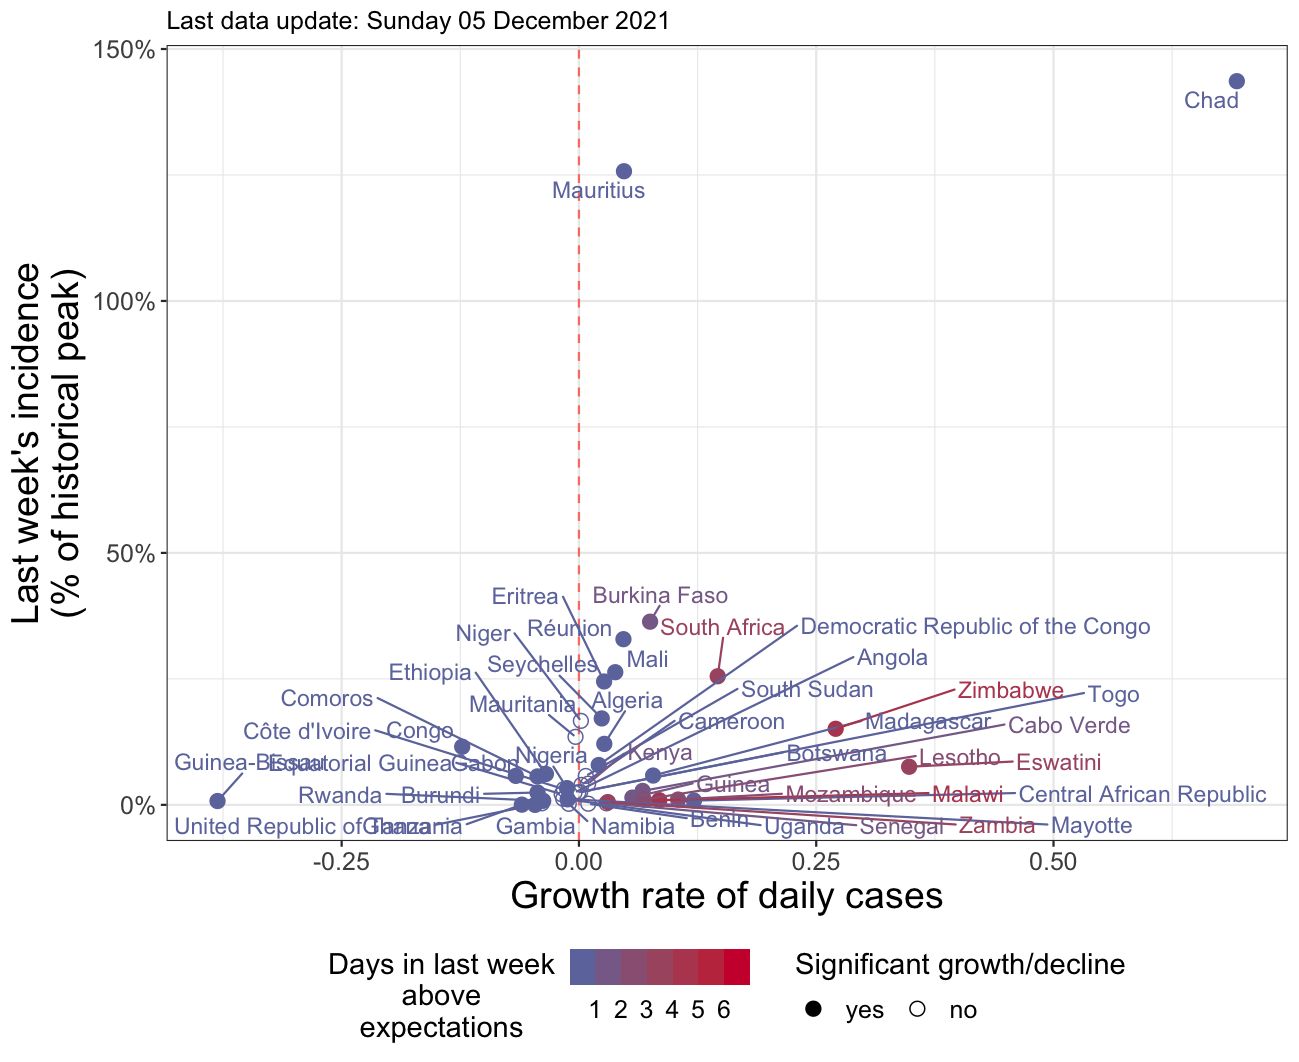 Last data update: Sunday 05 December 2021
Last week's incidence
(% of historical peak)
150%
100%
50%
0%
Chad
Mauritius
Eritrea
Burkina Faso
Niger
Réunion
South Africa
Democratic Republic of the Congo
Ethiopia
Seychelles
Mali
Angola
Comoros
Mauritania
Algeria
South Sudan
Zimbabwe
Togo
Côte d'Ivoire
Congo
Cameroon
Madagascar
Cabo Verde
Guinea-Bissau
Equatorial Guinea
Gabon
Nigeria
Kenya
Botswana
Lesotho
Eswatini
Rwanda
Burundi
Guinea
Mozambique
Malawi
Central African Republic
United Republic of Tanzania
Ghana
Gambia
Namibia
Benin
Uganda
Senegal
Zambia
Mayotte
-0.25
0.00
0.25
0.50
Growth rate of daily cases
Days in last week
above
expectations
1 2 3 4 5 6
Significant growth/decline
yes
no